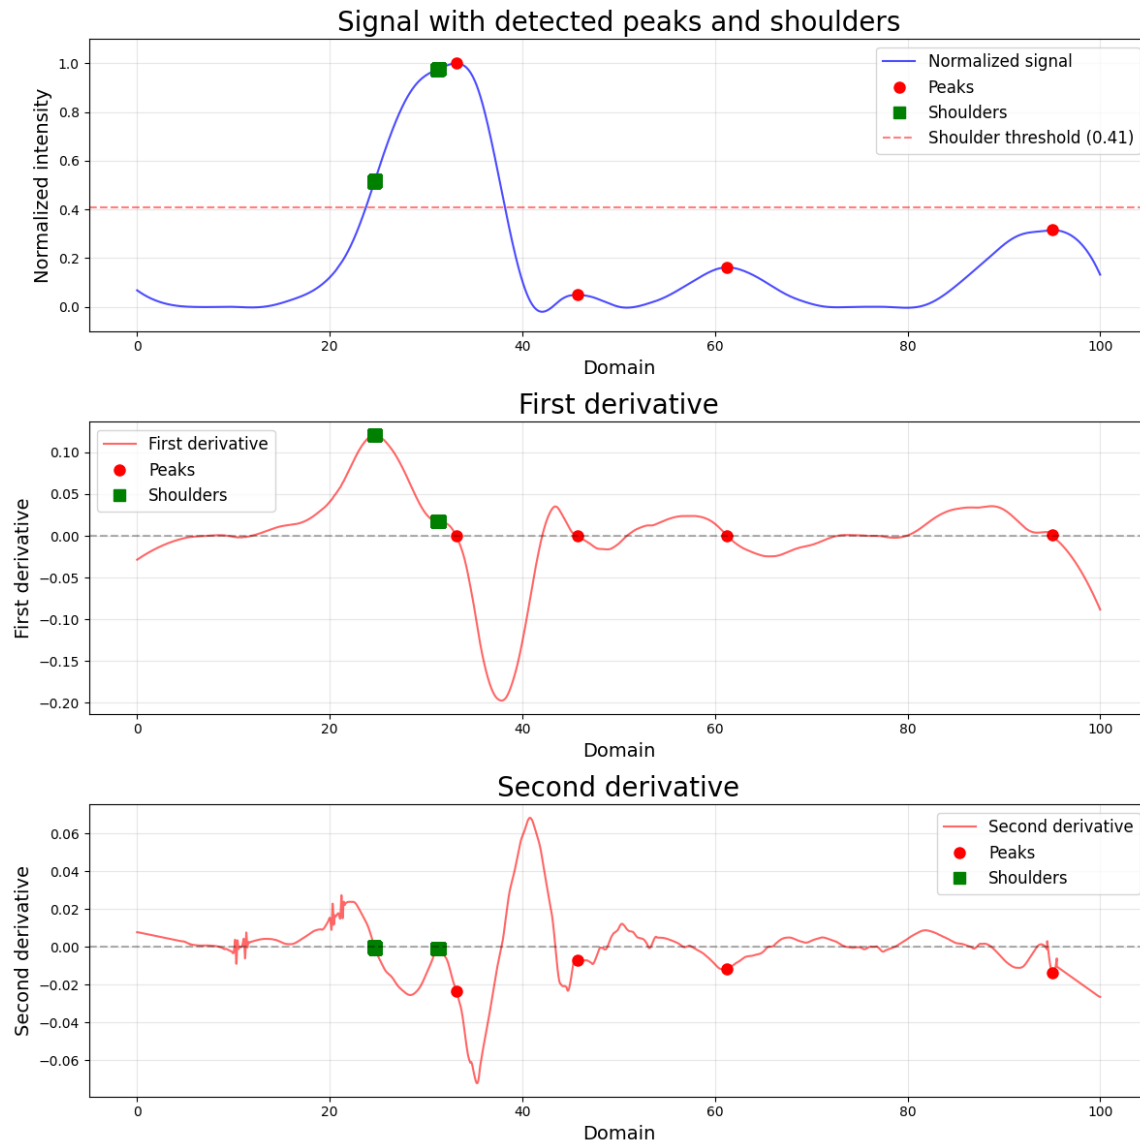 Signal with detected peaks and shoulders
Normalized intensity
1.0
0.8
0.6
0.4
0.2
0.0
Normalized signal
Peaks
Shoulders
Shoulder threshold (0.41)
0 20 40 60 80 100
Domain
First derivative
First derivative
0.10
0.05
0.00
−0.05
−0.10
−0.15
−0.20
First derivative
Peaks
Shoulders
0 20 40 60 80 100
Domain
Second derivative
Second derivative
0.06
0.04
0.02
0.00
−0.02
−0.04
−0.06
Second derivative
Peaks
Shoulders
0 20 40 60 80 100
Domain